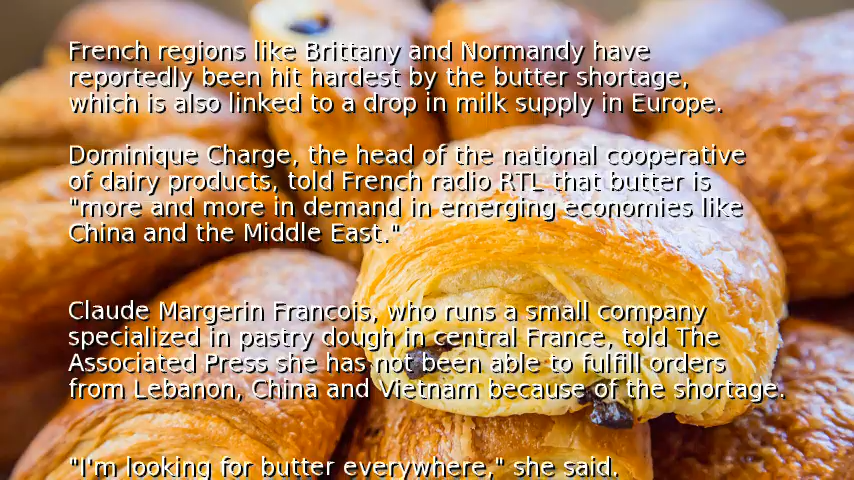 French regions like Brittany and Normandy have
reportedly been hit hardest by the butter shortage,
which is also linked to a drop in milk supply in Europe.
Dominique Charge, the head of the national cooperative
of dairy products, told French radio RTL that butter is
"more and more in demand in emerging economies like
China and the Middle East."
Claude Margerin Francois, who runs a small company
specialized in pastry dough in central France, told The
Associated Press she has not been able to fulfill orders
from Lebanon, China and Vietnam because of the shortage.
"I'm looking for butter everywhere," she said.